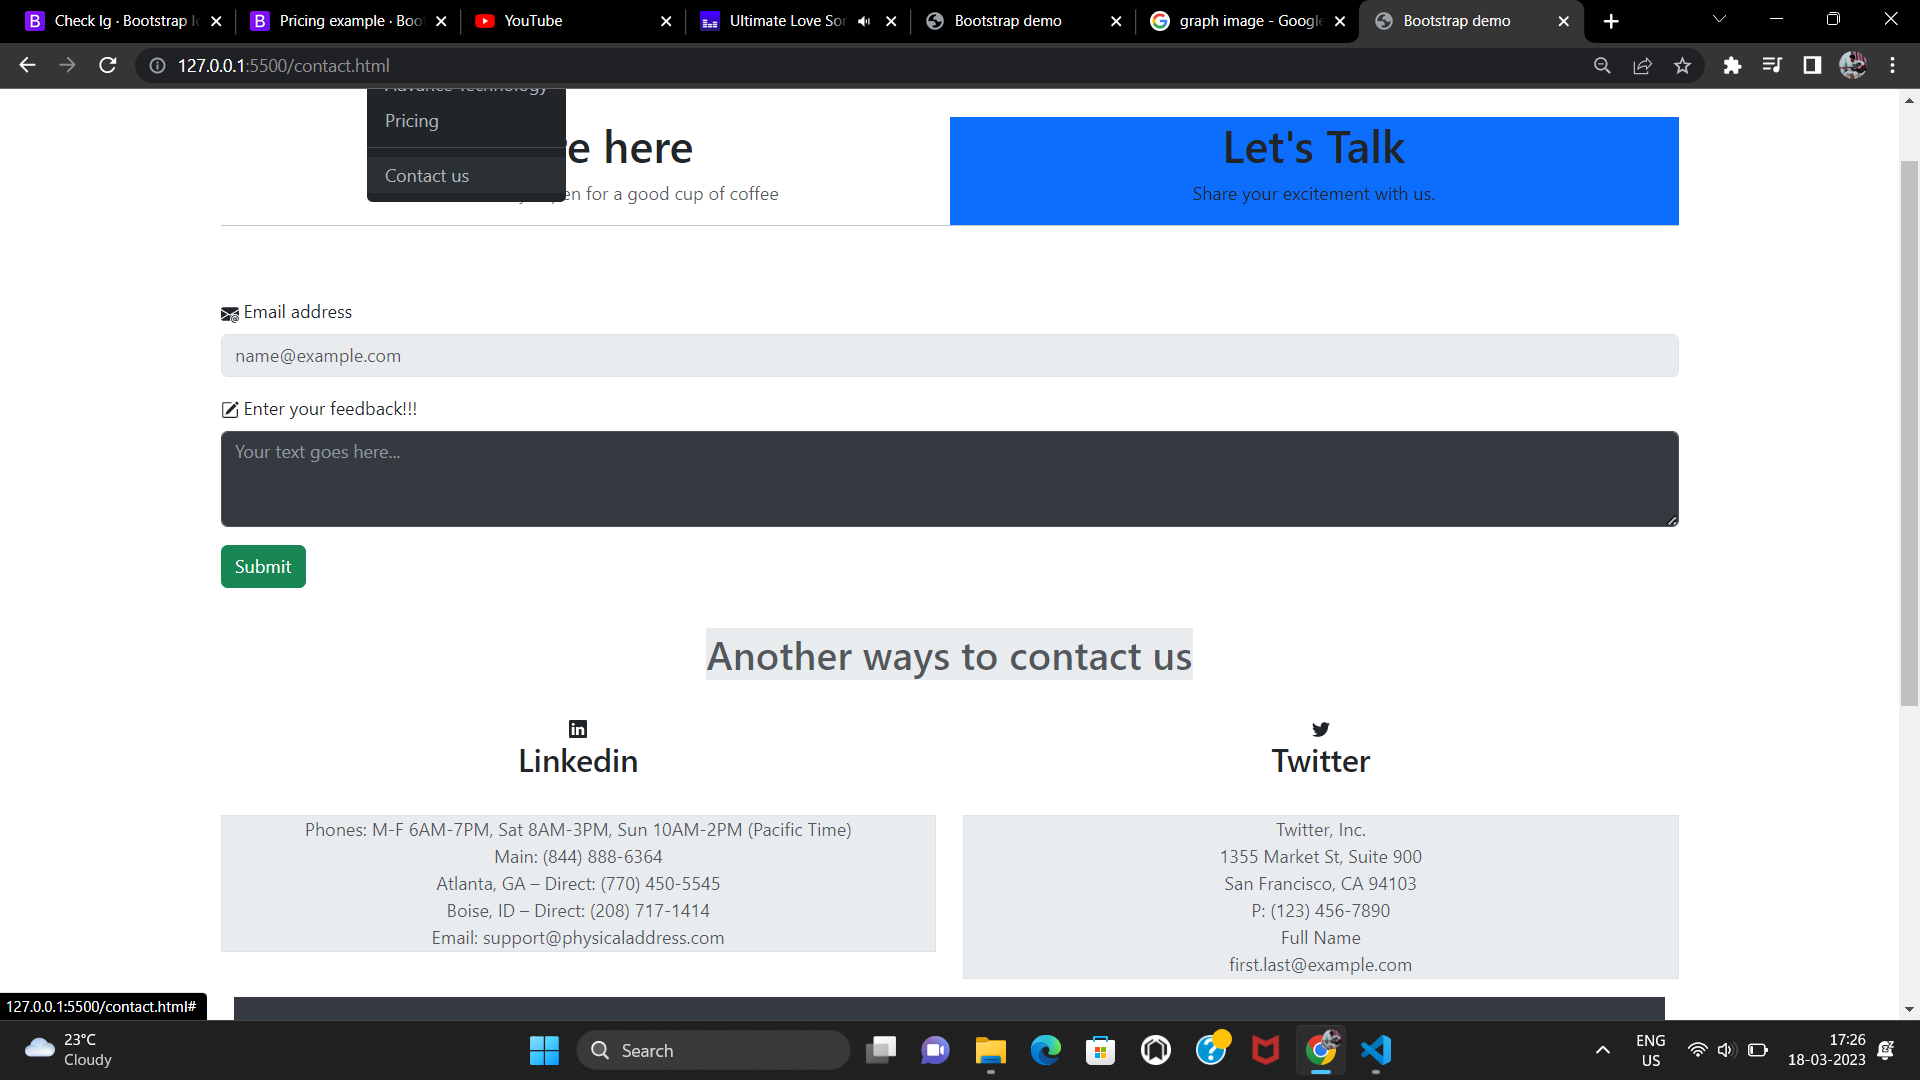 Check Ig · Bootstrap
Pricing example · Boo
YouTube
Ultimate Love
Bootstrap demo
graph image - Google
Bootstrap demo
127.0.0.1:5500/contact.html
Advance Technology
Pricing
Contact us
here
for a good cup of coffee
Let's Talk
Share your excitement with us.
Email address
name@example.com
Enter your feedback!!!
Your text goes here...
Submit
Another ways to contact us
Linkedin
Phones: M-F 6AM-7PM, Sat 8AM-3PM, Sun 10AM-2PM (Pacific Time)
Main: (844) 888-6364
Atlanta, GA – Direct: (770) 450-5545
Boise, ID – Direct: (208) 717-1414
Email: support@physicaladdress.com
Twitter
Twitter, Inc.
1355 Market St, Suite 900
San Francisco, CA 94103
P: (123) 456-7890
Full Name
first.last@example.com
127.0.0.1:5500/contact.html#
23°C
Cloudy
Search
ENG
US
17:26
18-03-2023